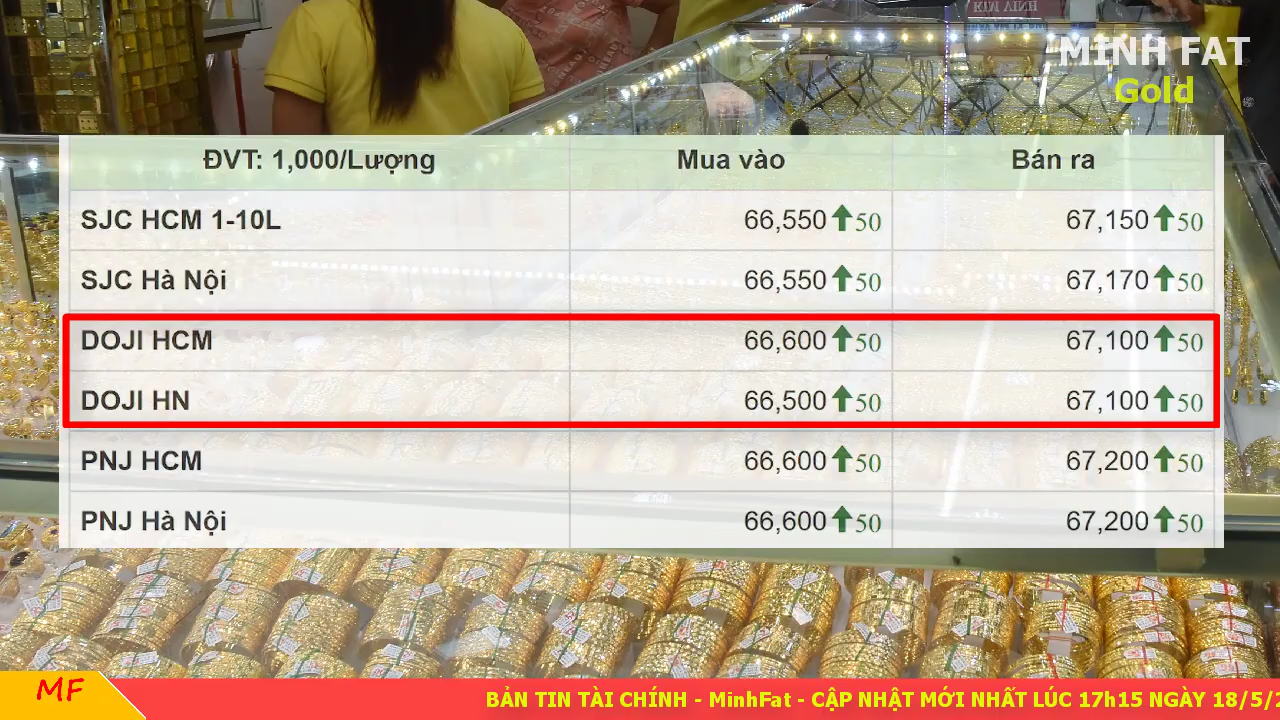 KIM VINH
MINH FAT
Gold
ĐVT: 1,000/Lượng Mua vào Bán ra
SJC HCM 1-10L 66,550 50 67,150 50
SJC Hà Nội 66,550 50 67,170 50
DOJI HCM 66,600 50 67,100 50
DOJI HN 66,500 50 67,100 50
PNJ HCM 66,600 50 67,200 50
PNJ Hà Nội 66,600 50 67,200 50
MF
BẢN TIN TÀI CHÍNH - MinhFat - CẬP NHẬT MỚI NHẤT LÚC 17h15 NGÀY 18/5/2